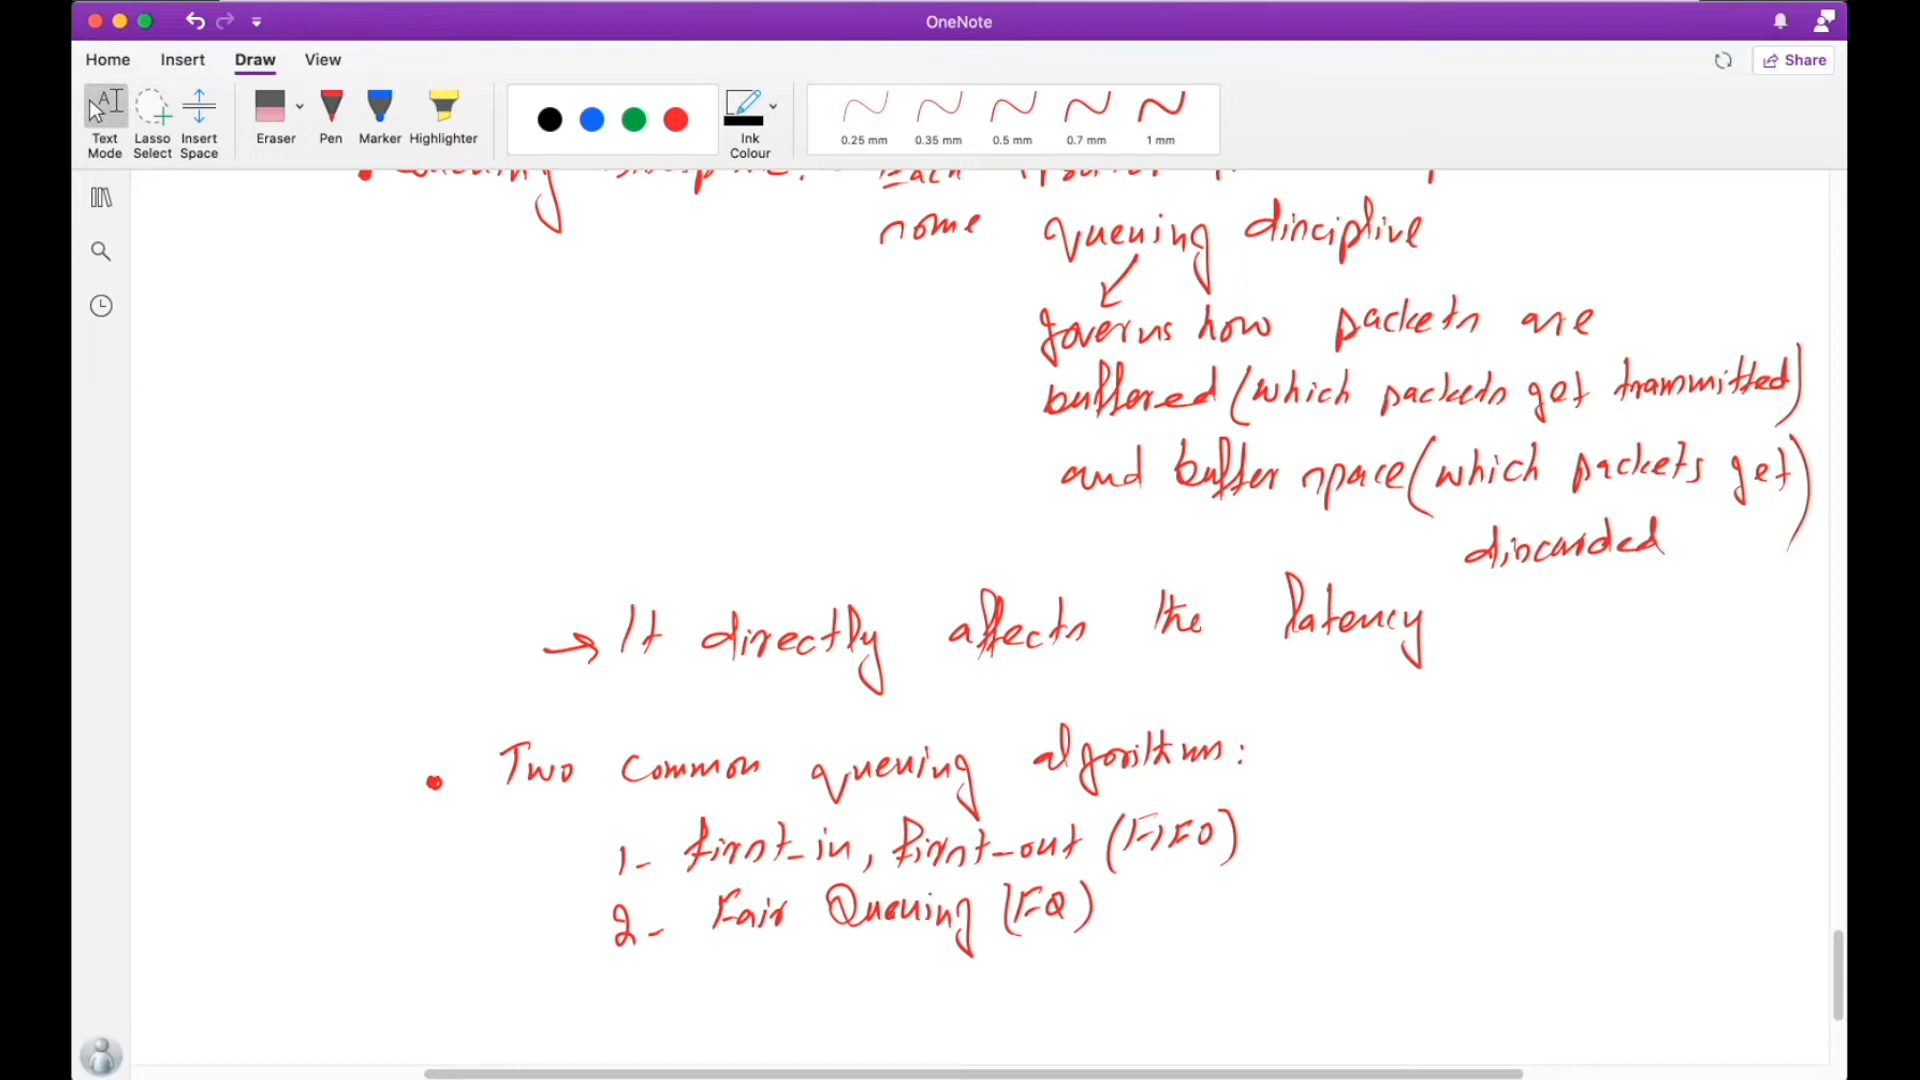 OneNote
Home Insert Draw View
Share
Text Mode
Lasso Select
Insert Space
Eraser
Pen
Marker
Highlighter
Ink Colour
0.25 mm 0.35 mm 0.5 mm 0.7 mm 1 mm
some queuing discipline
governs how packets are
buffered (which packets get transmitted)
and buffer space (which packets get
discarded)
→ It directly affects the latency
• Two common queuing algorithms:
1- first-in, first-out (FIFO)
2- Fair Queuing (FQ)